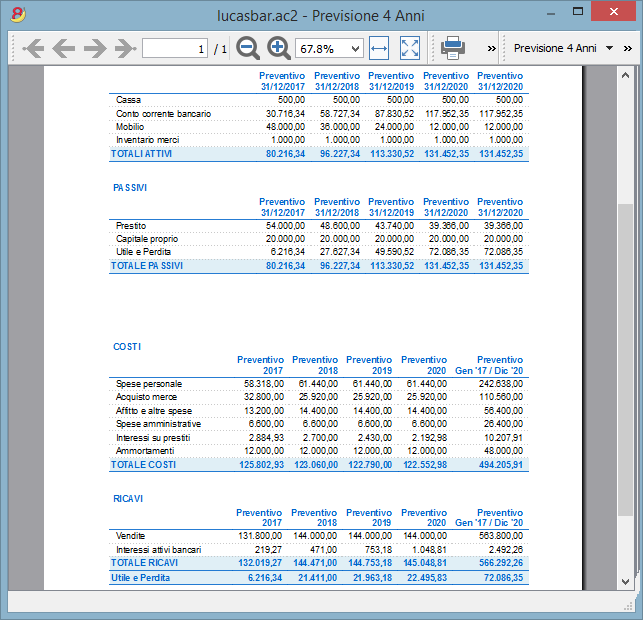 lucasbar.ac2 - Previsione 4 Anni
1 / 1 67.8% » Previsione 4 Anni »
Preventivo Preventivo Preventivo Preventivo Preventivo
31/12/2017 31/12/2018 31/12/2019 31/12/2020 31/12/2020
Cassa 500,00 500,00 500,00 500,00 500,00
Conto corrente bancario 30.716,34 58.727,34 87.830,52 117.952,35 117.952,35
Mobilio 48.000,00 36.000,00 24.000,00 12.000,00 12.000,00
Inventario merci 1.000,00 1.000,00 1.000,00 1.000,00 1.000,00
TOTALI ATTIVI 80.216,34 96.227,34 113.330,52 131.452,35 131.452,35
PASSIVI
Preventivo Preventivo Preventivo Preventivo Preventivo
31/12/2017 31/12/2018 31/12/2019 31/12/2020 31/12/2020
Prestito 54.000,00 48.600,00 43.740,00 39.366,00 39.366,00
Capitale proprio 20.000,00 20.000,00 20.000,00 20.000,00 20.000,00
Utile e Perdita 6.216,34 27.627,34 49.590,52 72.086,35 72.086,35
TOTALE PASSIVI 80.216,34 96.227,34 113.330,52 131.452,35 131.452,35
COSTI
Preventivo Preventivo Preventivo Preventivo Preventivo
2017 2018 2019 2020 Gen '17 / Dic '20
Spese personale 58.318,00 61.440,00 61.440,00 61.440,00 242.638,00
Acquisto merce 32.800,00 25.920,00 25.920,00 25.920,00 110.560,00
Affitto e altre spese 13.200,00 14.400,00 14.400,00 14.400,00 56.400,00
Spese amministrative 6.600,00 6.600,00 6.600,00 6.600,00 26.400,00
Interessi su prestiti 2.884,93 2.700,00 2.430,00 2.192,98 10.207,91
Ammortamenti 12.000,00 12.000,00 12.000,00 12.000,00 48.000,00
TOTALE COSTI 125.802,93 123.060,00 122.790,00 122.552,98 494.205,91
RICAVI
Preventivo Preventivo Preventivo Preventivo Preventivo
2017 2018 2019 2020 Gen '17 / Dic '20
Vendite 131.800,00 144.000,00 144.000,00 144.000,00 563.800,00
Interessi attivi bancari 219,27 471,00 753,18 1.048,81 2.492,26
TOTALE RICAVI 132.019,27 144.471,00 144.753,18 145.048,81 566.292,26
Utile e Perdita 6.216,34 21.411,00 21.963,18 22.495,83 72.086,35